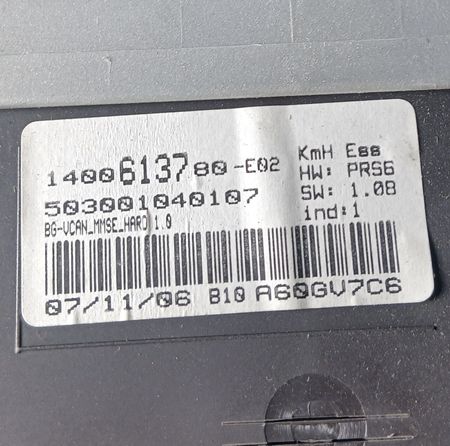 1400613780-E02 KmH Ess
HW: PRS6
503001040107 SW: 1.08
BG-VCAN_MMSE_HARD 1.0 ind:1
07/11/06 B10 A60GV7C6